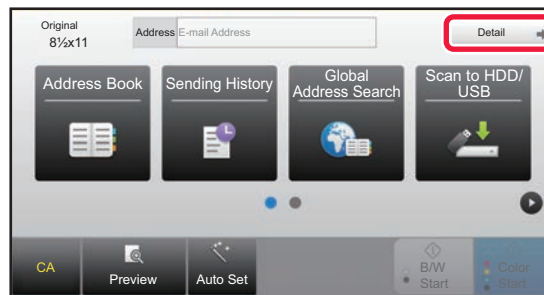 Original
8½x11
Address E-mail Address
Detail
Address Book
Sending History
Global
Address Search
Scan to HDD/
USB
CA
Preview
Auto Set
B/W
Start
Color
Start